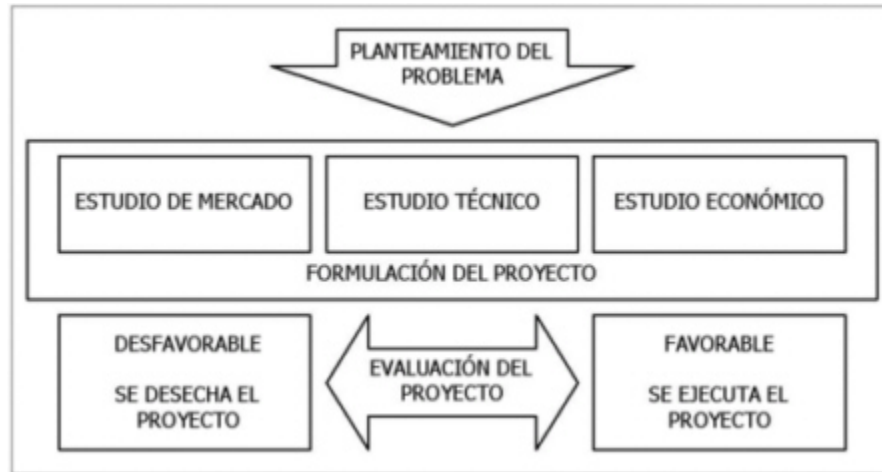 PLANTEAMIENTO DEL
PROBLEMA
ESTUDIO DE MERCADO
ESTUDIO TÉCNICO
ESTUDIO ECONÓMICO
FORMULACIÓN DEL PROYECTO
DESFAVORABLE
SE DESECHA EL
PROYECTO
EVALUACIÓN DEL
PROYECTO
FAVORABLE
SE EJECUTA EL
PROYECTO